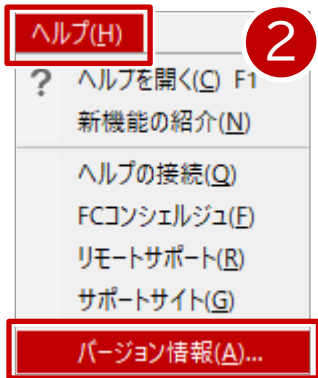 ヘルプ(H)
2
? ヘルプを開く(C) F1
新機能の紹介(N)
ヘルプの接続(Q)
FCコンシェルジュ(F)
リモートサポート(R)
サポートサイト(G)
バージョン情報(A)...